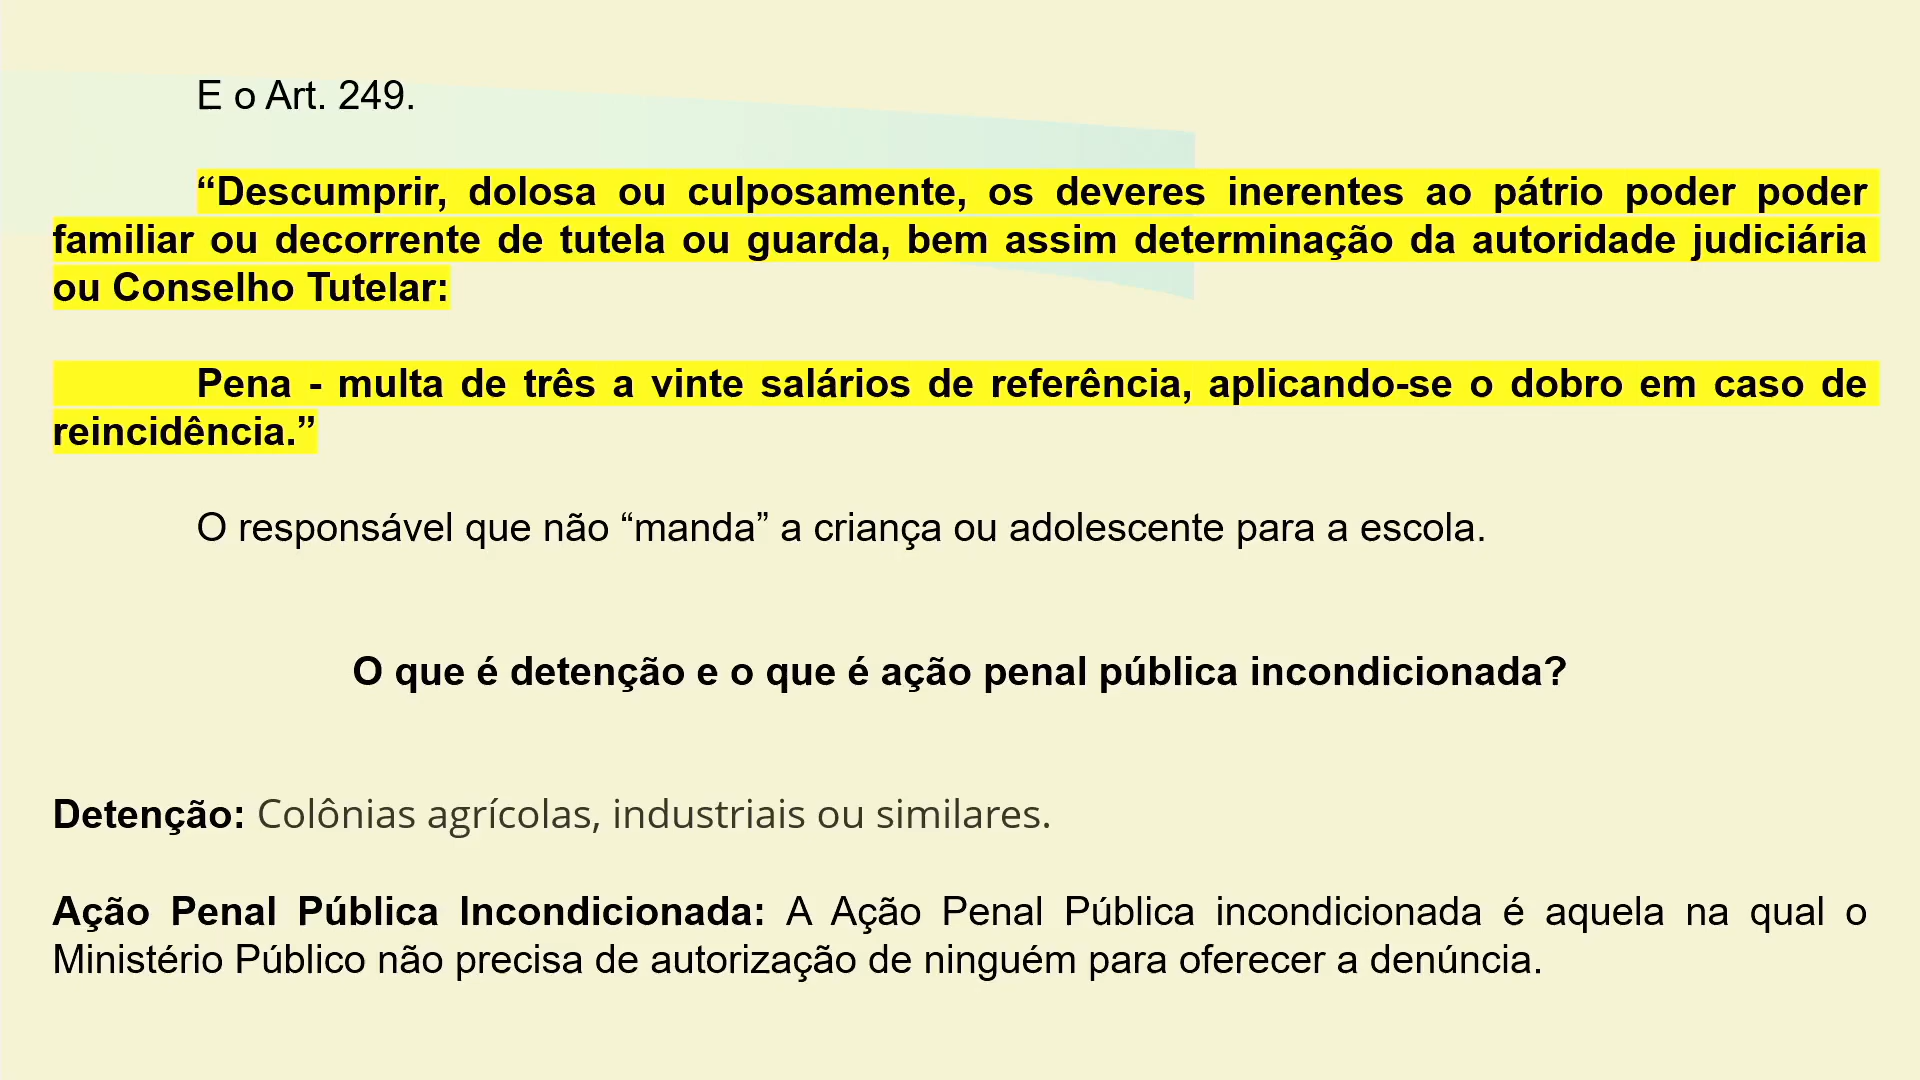 E o Art. 249.
“Descumprir, dolosa ou culposamente, os deveres inerentes ao pátrio poder poder
familiar ou decorrente de tutela ou guarda, bem assim determinação da autoridade judiciária
ou Conselho Tutelar:
Pena - multa de três a vinte salários de referência, aplicando-se o dobro em caso de
reincidência.”
O responsável que não “manda” a criança ou adolescente para a escola.
O que é detenção e o que é ação penal pública incondicionada?
Detenção: Colônias agrícolas, industriais ou similares.
Ação Penal Pública Incondicionada: A Ação Penal Pública incondicionada é aquela na qual o
Ministério Público não precisa de autorização de ninguém para oferecer a denúncia.